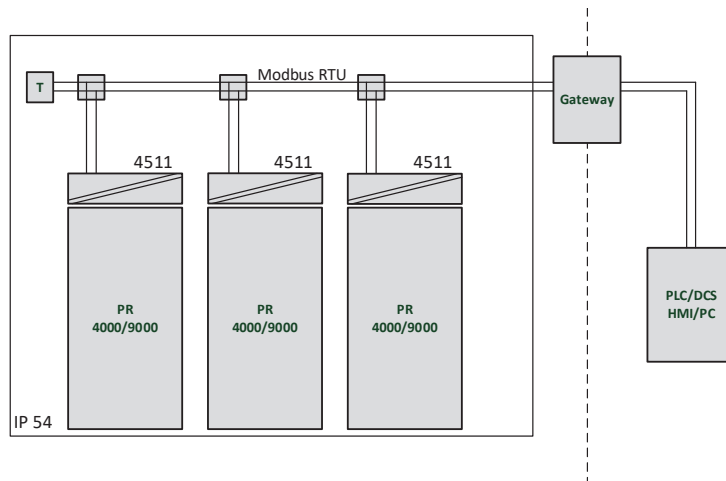 Modbus RTU
T
Gateway
4511
4511
4511
PR
4000/9000
PR
4000/9000
PR
4000/9000
PLC/DCS
HMI/PC
IP 54